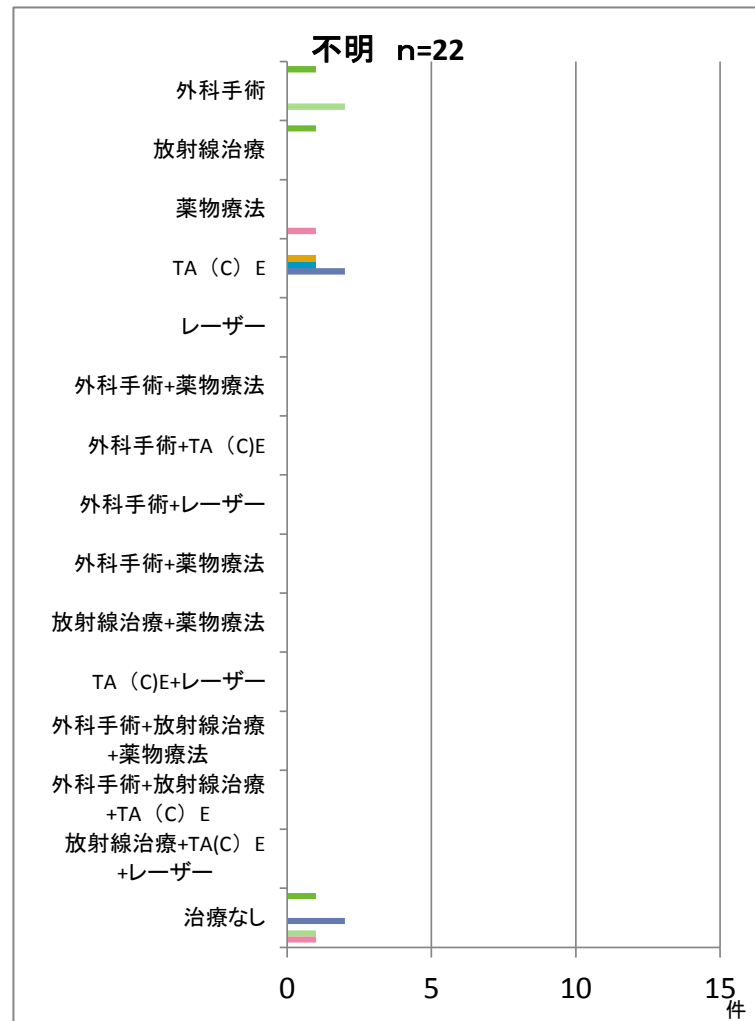 不明 n=22
外科手術
放射線治療
薬物療法
TA（C）E
レーザー
外科手術+薬物療法
外科手術+TA（C)E
外科手術+レーザー
外科手術+薬物療法
放射線治療+薬物療法
TA（C)E+レーザー
外科手術+放射線治療
+薬物療法
外科手術+放射線治療
+TA（C）E
放射線治療+TA(C）E
+レーザー
治療なし
0 5 10 15
件